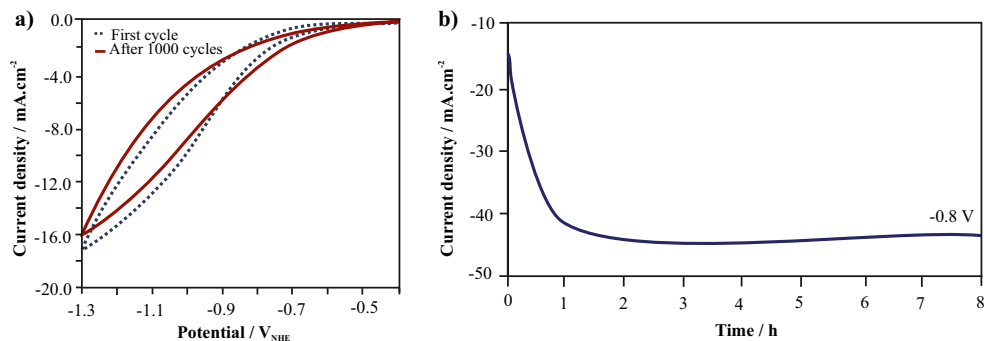 a)
First cycle
After 1000 cycles
Current density / mA.cm-2
0.0
-4.0
-8.0
-12.0
-16.0
-20.0
-1.3
-1.1
-0.9
-0.7
-0.5
Potential / VNHE
b)
Current density / mA.cm-2
-10
-20
-30
-40
-50
-0.8 V
0
1
2
3
4
5
6
7
8
Time / h